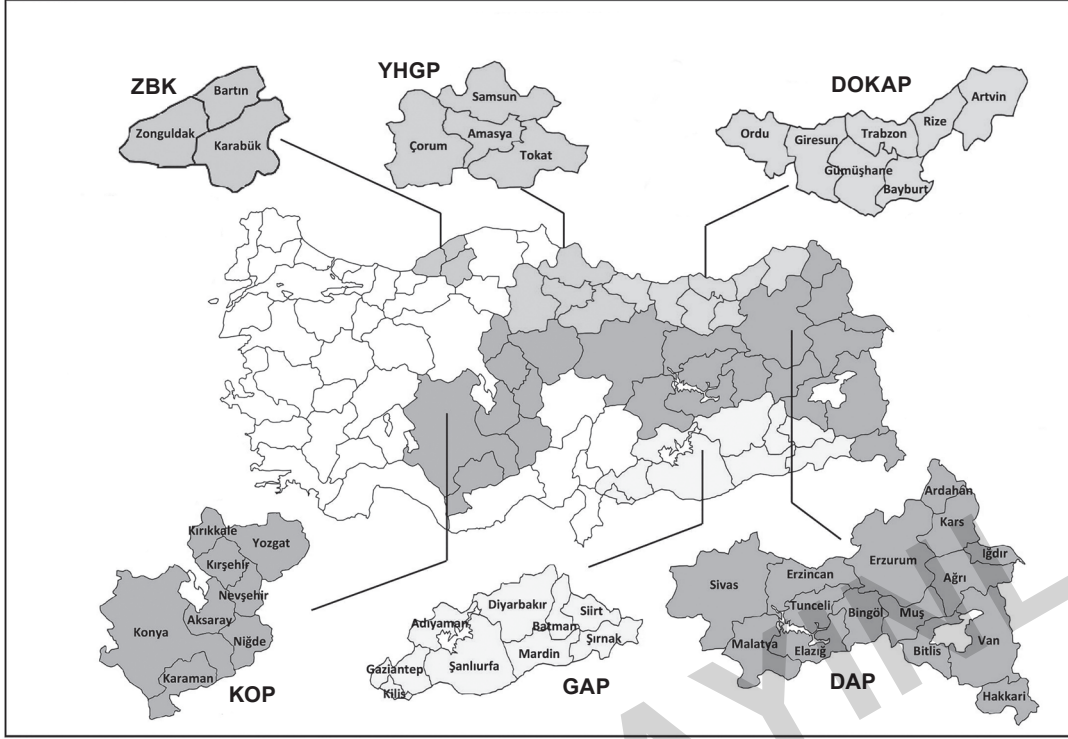 ZBK
Bartın
Zonguldak
Karabük
YHGP
Samsun
Amasya
Çorum
Tokat
DOKAP
Artvin
Rize
Ordu
Giresun
Trabzon
Gümüşhane
Bayburt
Kırıkkale
Yozgat
Kırşehir
Nevşehir
Aksaray
Konya
Niğde
Karaman
KOP
Diyarbakır
Siirt
Adıyaman
Batman
Şırnak
Mardin
Gaziantep
Şanlıurfa
Kilis
GAP
Ardahan
Kars
Iğdır
Erzurum
Ağrı
Erzincan
Sivas
Tunceli
Bingöl
Muş
Van
Malatya
Elazığ
Bitlis
Hakkari
DAP
AYINL